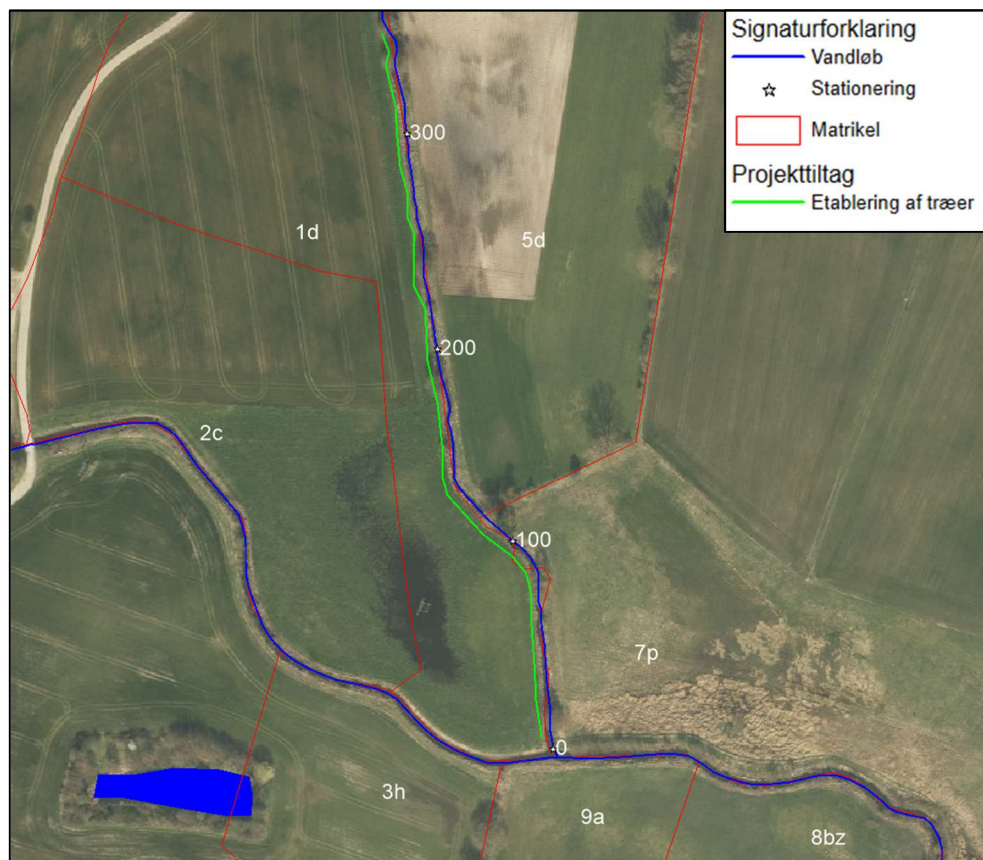 Signaturforklaring
Vandløb
Stationering
Matrikel
Projekttiltag
Etablering af træer
300
1d
5d
200
2c
100
7p
0
3h
9a
8bz